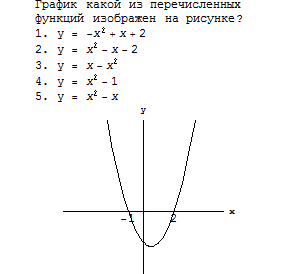 График какой из перечисленных
функций изображен на рисунке?
1. y = -x² + x + 2
2. y = x² - x - 2
3. y = x - x²
4. y = x² - 1
5. y = x² - x
y
x
-1 2